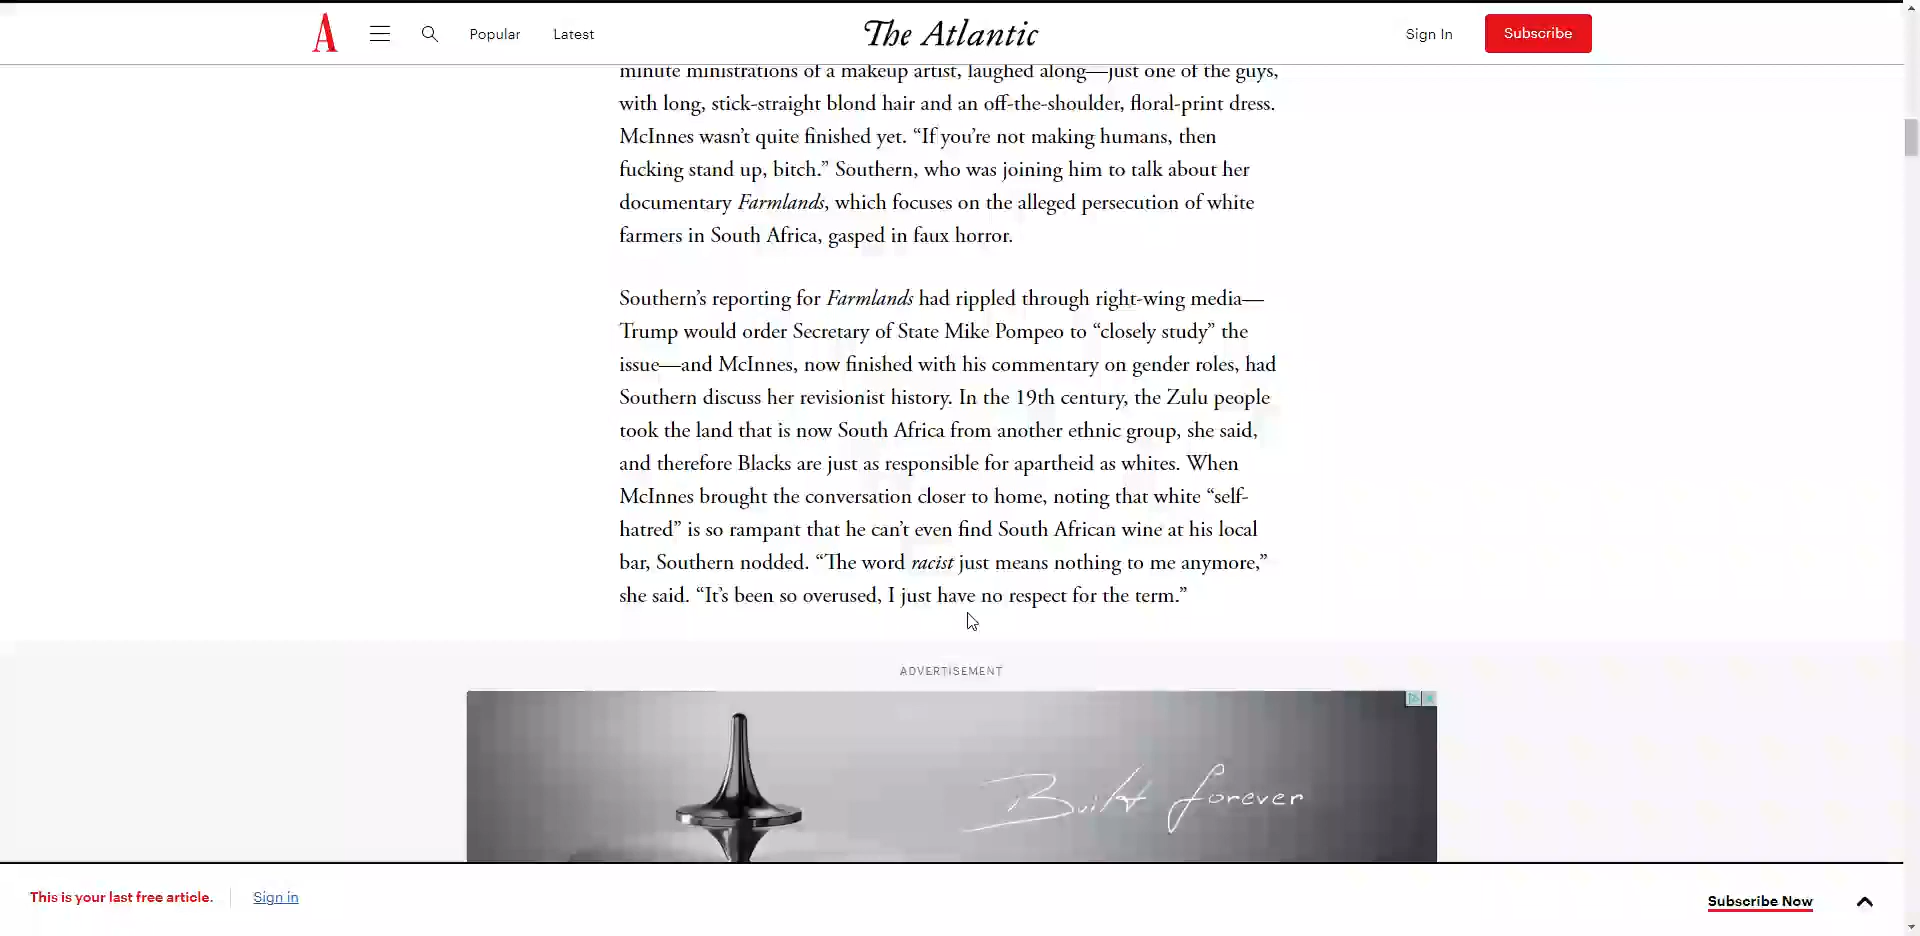 A
Popular
Latest
The Atlantic
Sign In
Subscribe
minute ministrations of a makeup artist, laughed along—just one of the guys,
with long, stick-straight blond hair and an off-the-shoulder, floral-print dress.
McInnes wasn’t quite finished yet. “If you’re not making humans, then
fucking stand up, bitch.” Southern, who was joining him to talk about her
documentary Farmlands, which focuses on the alleged persecution of white
farmers in South Africa, gasped in faux horror.
Southern’s reporting for Farmlands had rippled through right-wing media—
Trump would order Secretary of State Mike Pompeo to “closely study” the
issue—and McInnes, now finished with his commentary on gender roles, had
Southern discuss her revisionist history. In the 19th century, the Zulu people
took the land that is now South Africa from another ethnic group, she said,
and therefore Blacks are just as responsible for apartheid as whites. When
McInnes brought the conversation closer to home, noting that white “self-
hatred” is so rampant that he can’t even find South African wine at his local
bar, Southern nodded. “The word racist just means nothing to me anymore,”
she said. “It’s been so overused, I just have no respect for the term.”
ADVERTISEMENT
Built forever
This is your last free article.
Sign in
Subscribe Now